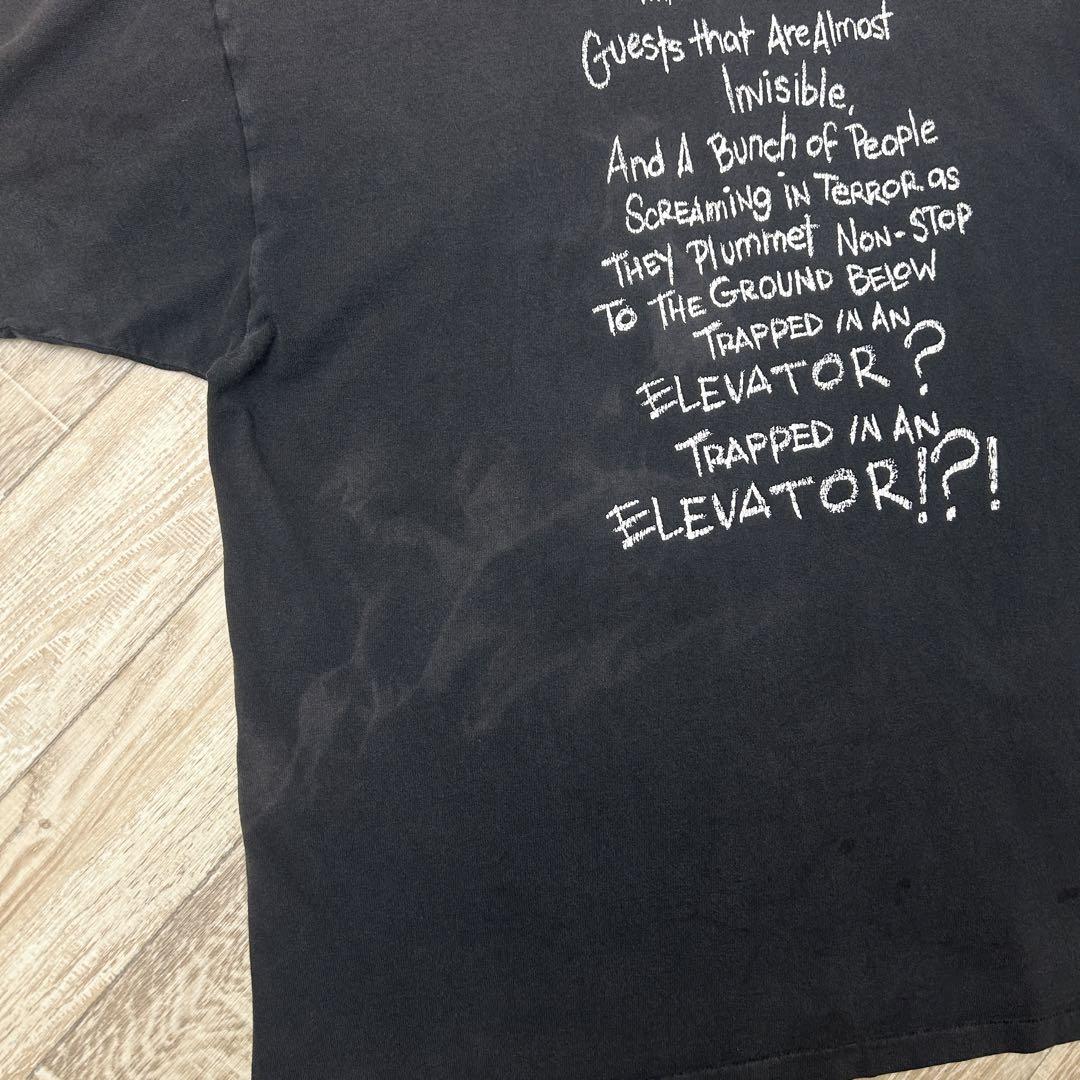 Guests that Are Almost
Invisible,
And A Bunch of People
SCREAMING iN TERROR as
THEY Plummet NON-STOP
TO THE GROUND BELOW
TRAPPED IN AN
ELEVATOR?
TRAPPED IN AN
ELEVATOR!?!